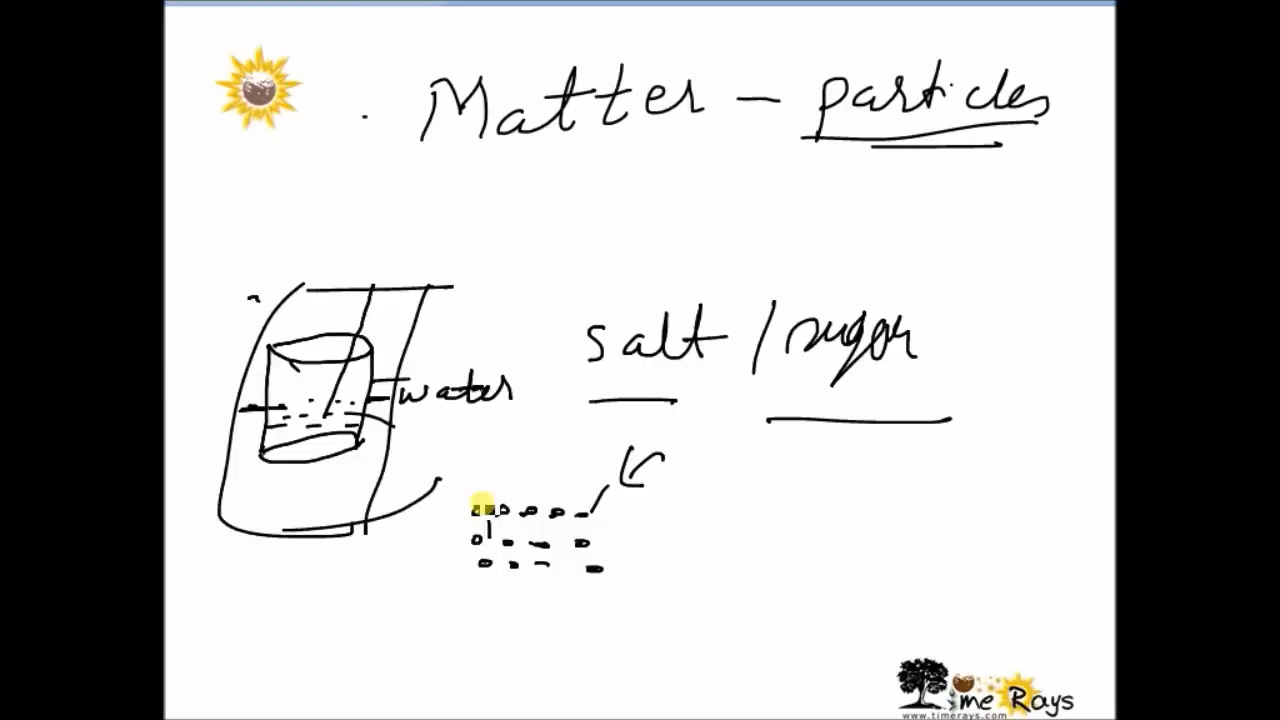 Matter - particles
salt / sugar
water
Time Rays
www.timerays.com